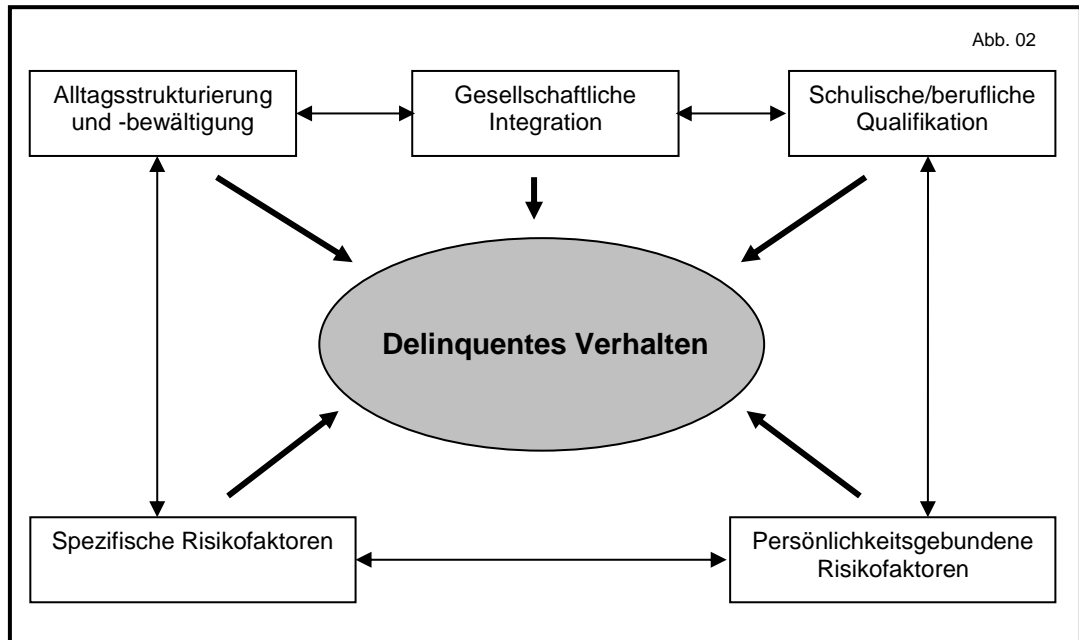 Abb. 02
Alltagsstrukturierung
und -bewältigung
Gesellschaftliche
Integration
Schulische/berufliche
Qualifikation
Delinquentes Verhalten
Spezifische Risikofaktoren
Persönlichkeitsgebundene
Risikofaktoren